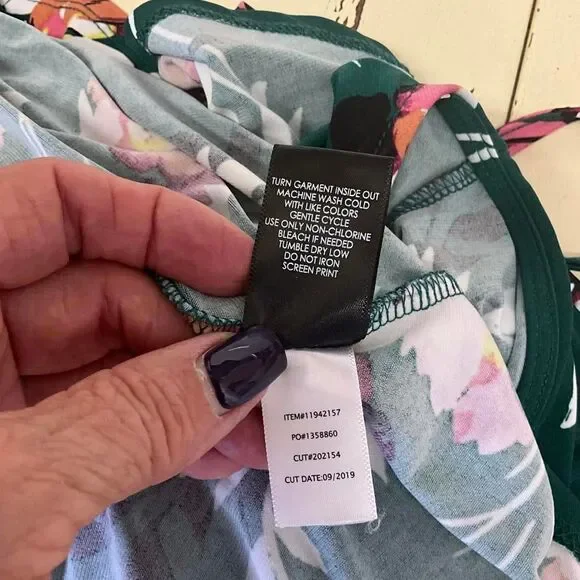 TURN GARMENT INSIDE OUT
MACHINE WASH COLD
WITH LIKE COLORS
GENTLE CYCLE
USE ONLY NON-CHLORINE
BLEACH IF NEEDED
TUMBLE DRY LOW
DO NOT IRON
SCREEN PRINT
ITEM#11942157
PO#1358860
CUT#202154
CUT DATE:09/2019